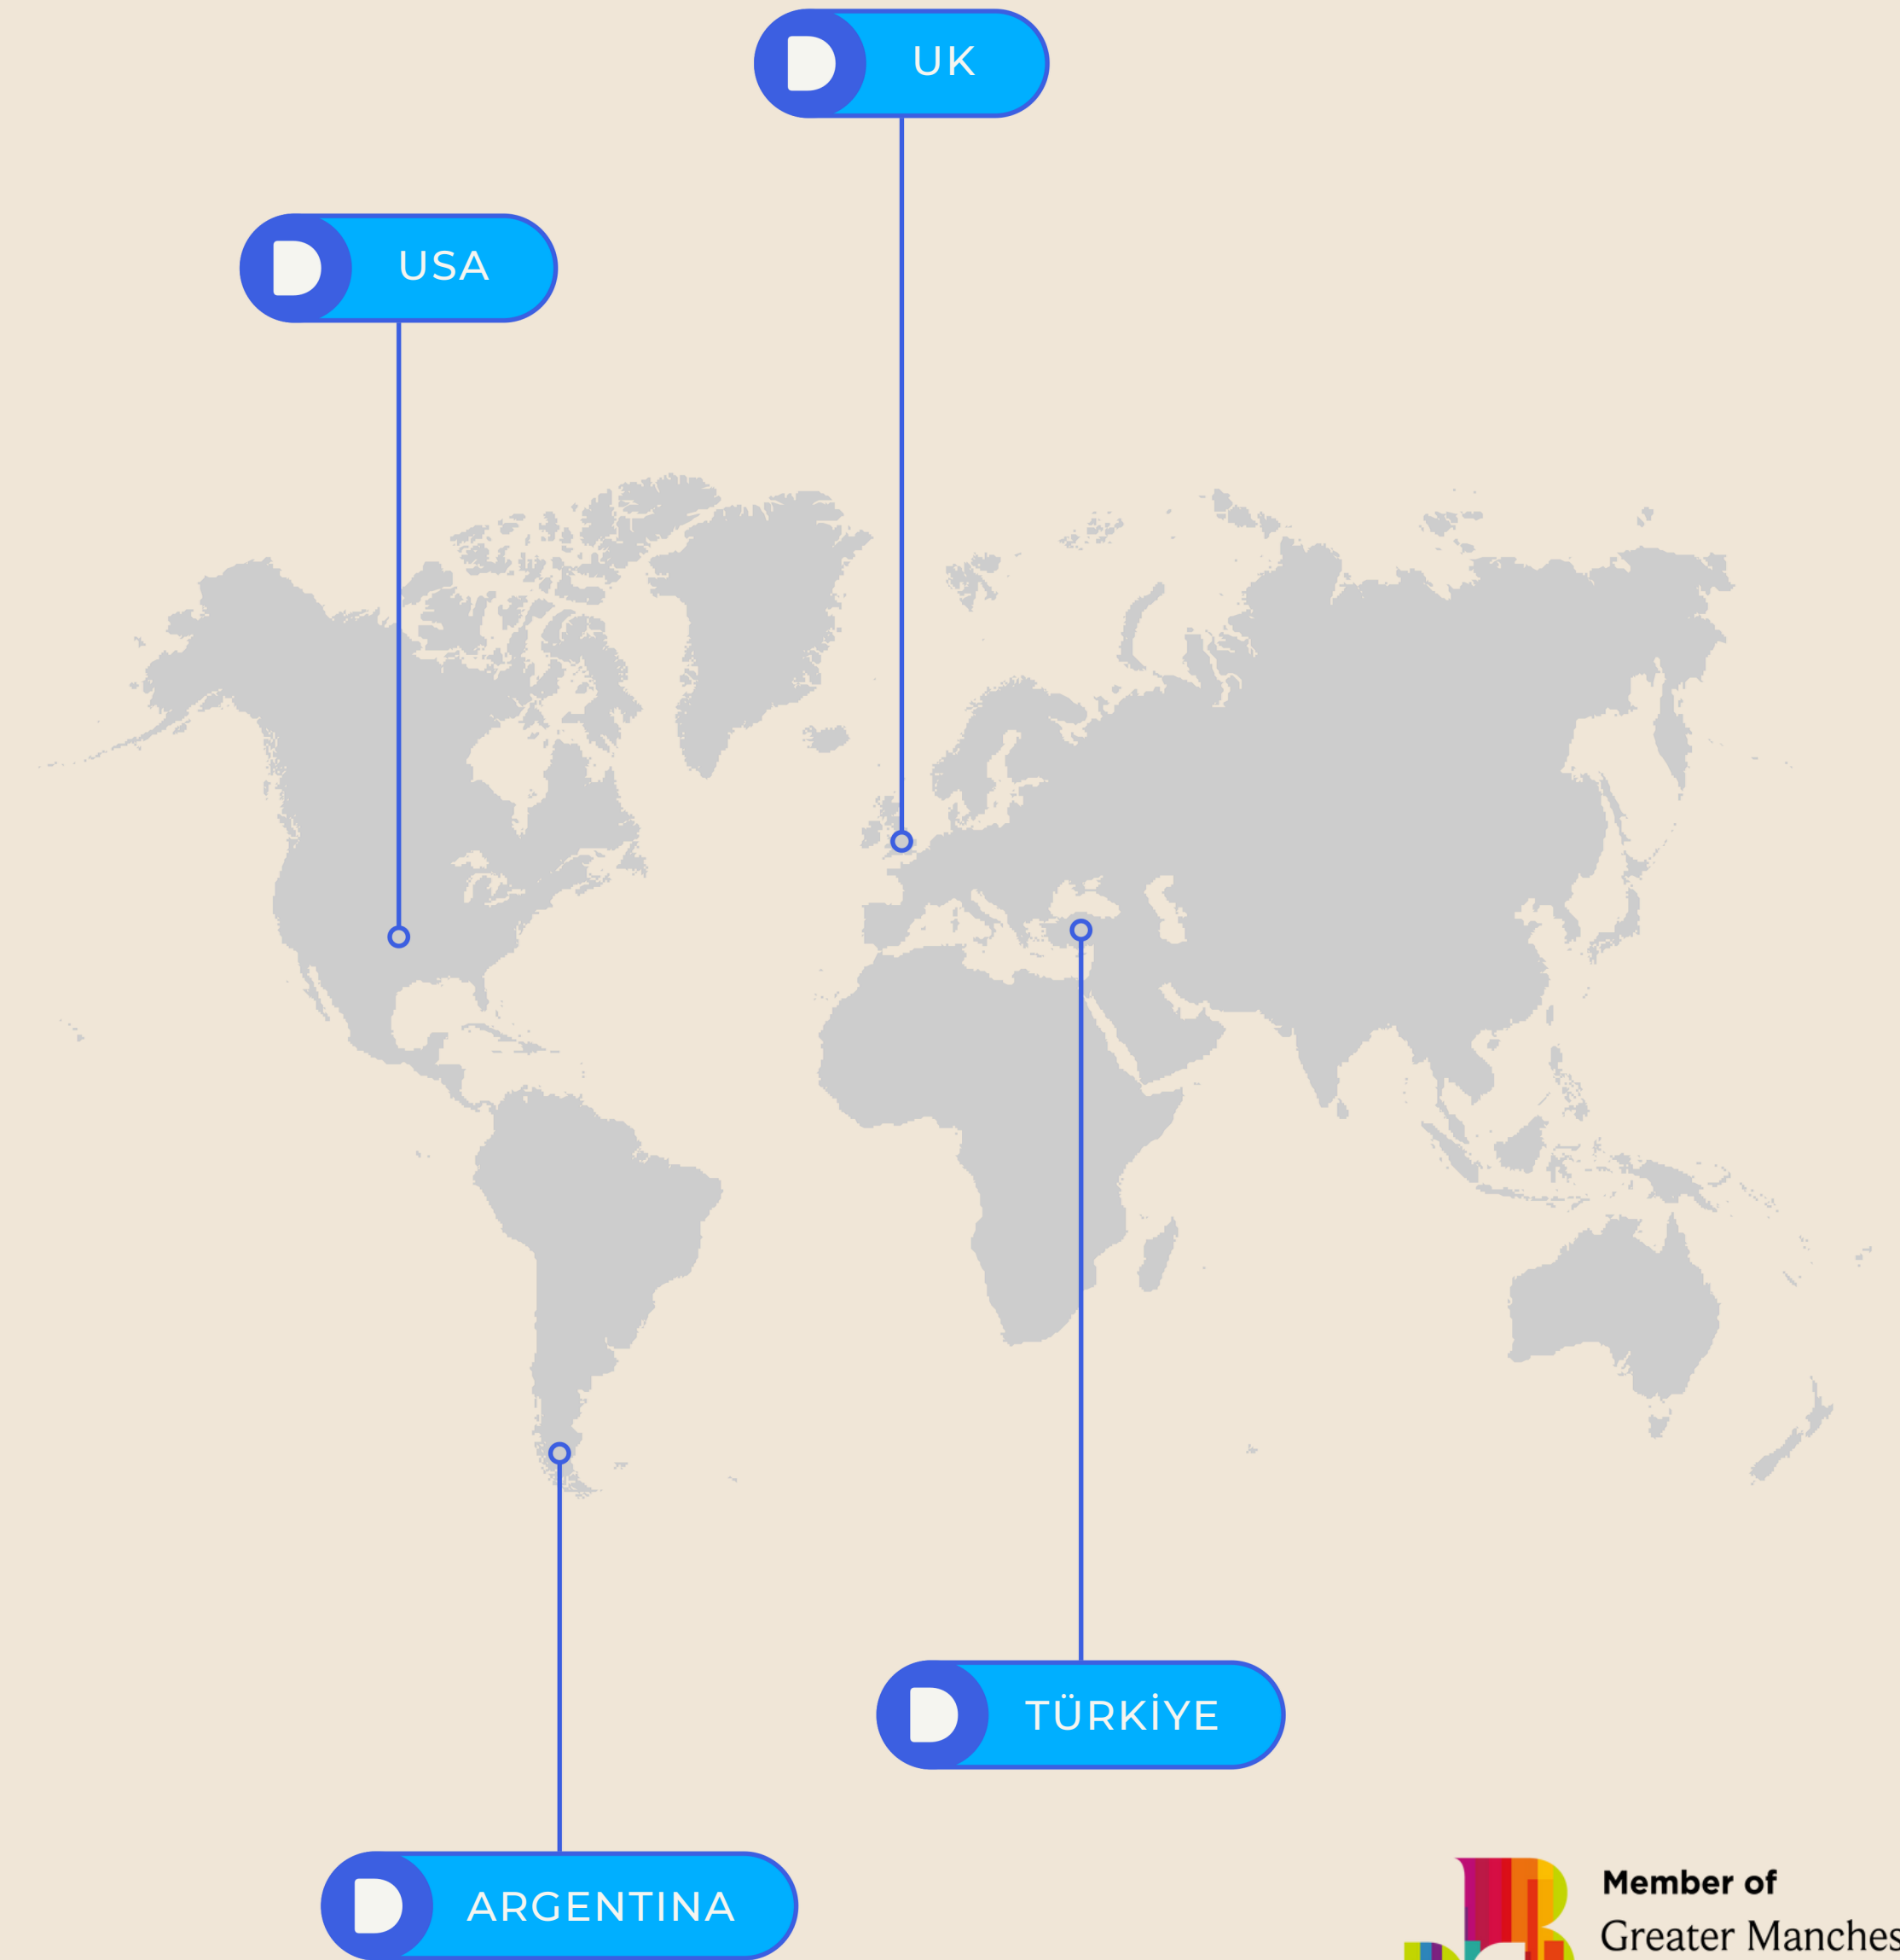 D UK
D USA
D TÜRKİYE
D ARGENTINA
Member of
Greater Manches